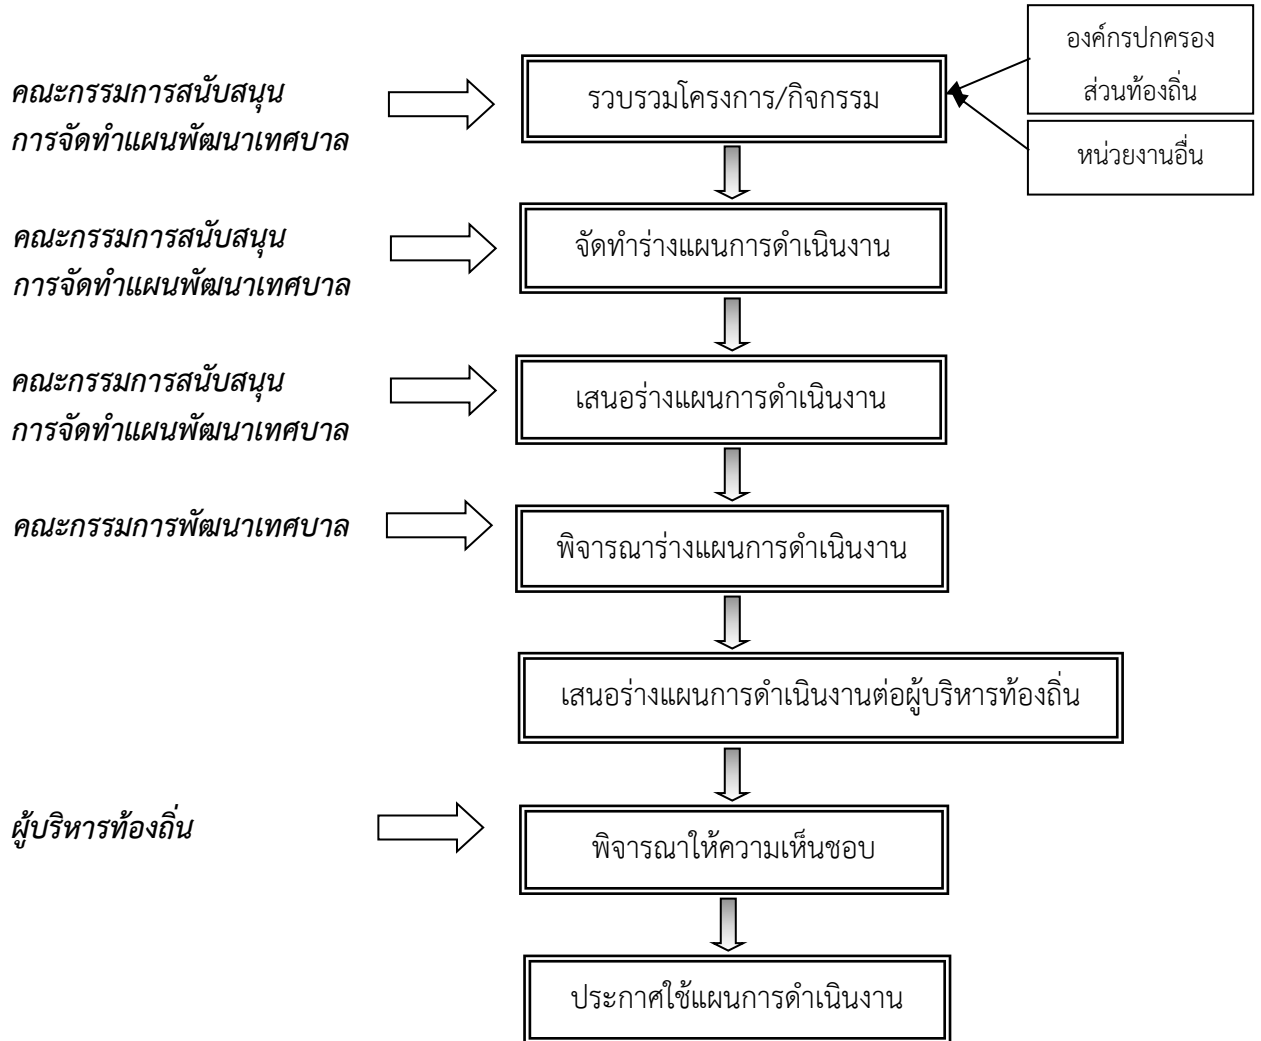 องค์กรปกครอง
ส่วนท้องถิ่น
คณะกรรมการสนับสนุน
การจัดทำแผนพัฒนาเทศบาล
รวบรวมโครงการ/กิจกรรม
หน่วยงานอื่น
คณะกรรมการสนับสนุน
การจัดทำแผนพัฒนาเทศบาล
จัดทำร่างแผนการดำเนินงาน
คณะกรรมการสนับสนุน
การจัดทำแผนพัฒนาเทศบาล
เสนอร่างแผนการดำเนินงาน
คณะกรรมการพัฒนาเทศบาล
พิจารณาร่างแผนการดำเนินงาน
เสนอร่างแผนการดำเนินงานต่อผู้บริหารท้องถิ่น
ผู้บริหารท้องถิ่น
พิจารณาให้ความเห็นชอบ
ประกาศใช้แผนการดำเนินงาน